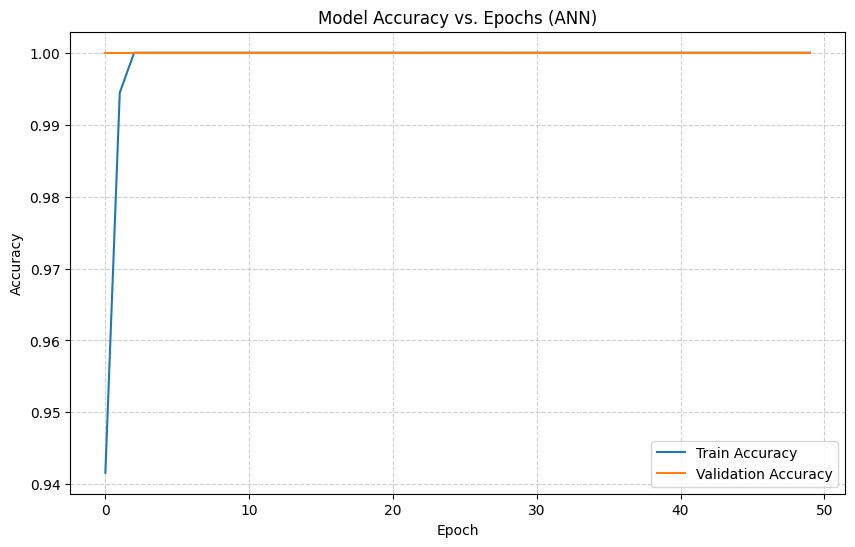 Model Accuracy vs. Epochs (ANN)
1.00
0.99
0.98
0.97
0.96
0.95
0.94
Accuracy
0
10
20
30
40
50
Epoch
Train Accuracy
Validation Accuracy